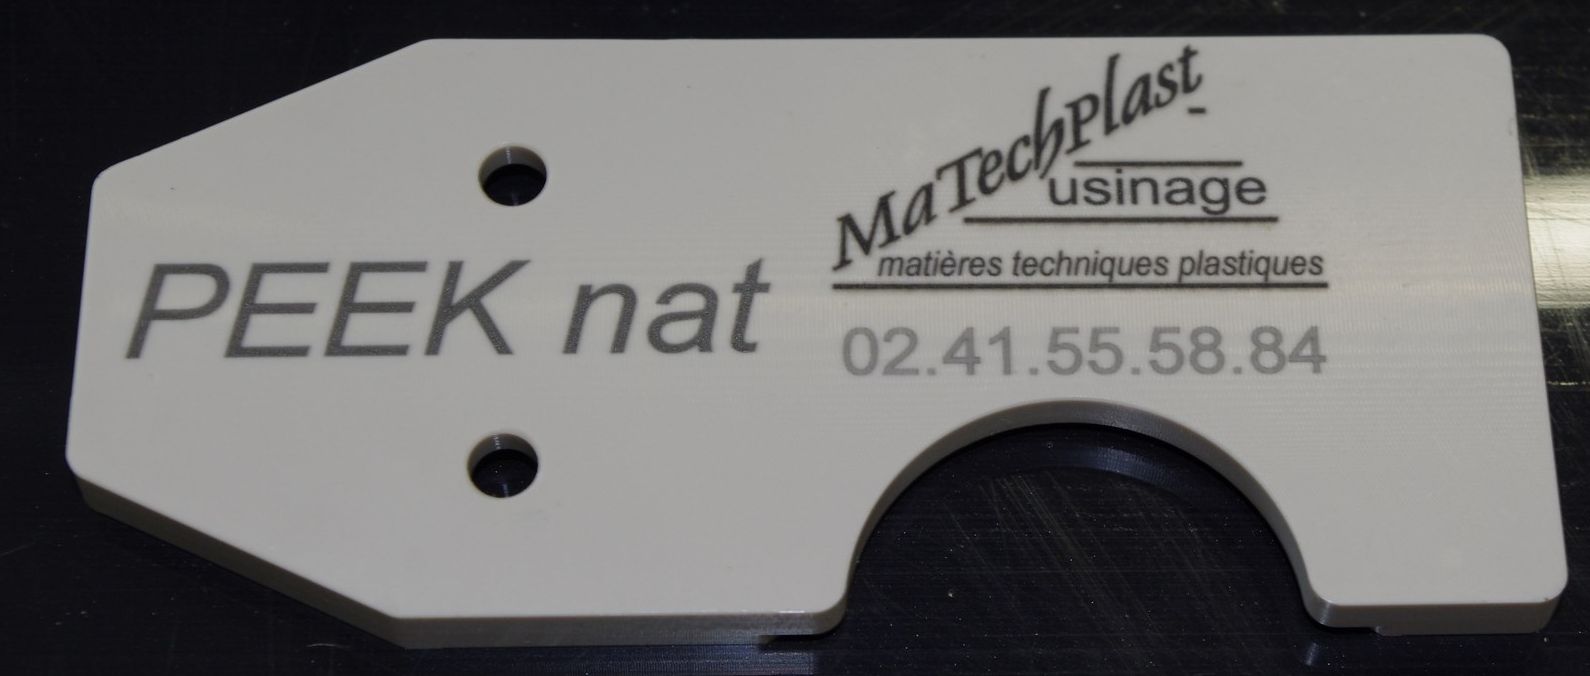 PEEK nat
MaTechPlast
usinage
matières techniques plastiques
02.41.55.58.84